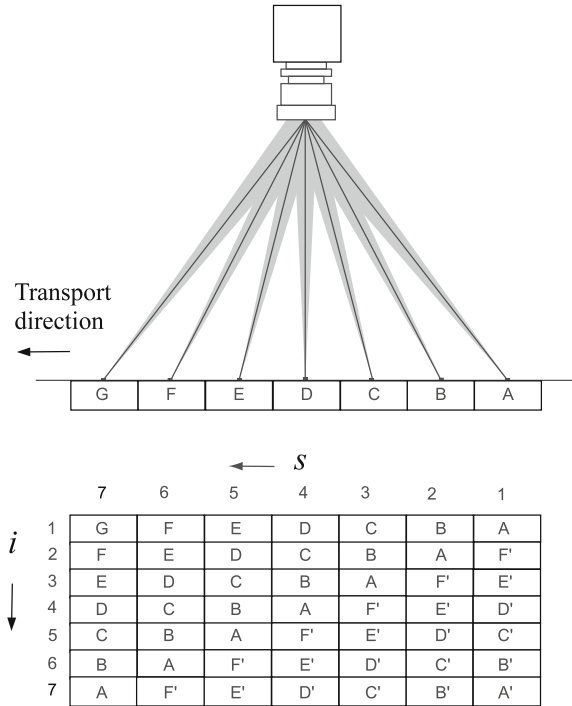 Transport
direction
G F E D C B A
s
7 6 5 4 3 2 1
i
1 G F E D C B A
2 F E D C B A F'
3 E D C B A F' E'
4 D C B A F' E' D'
5 C B A F' E' D' C'
6 B A F' E' D' C' B'
7 A F' E' D' C' B' A'